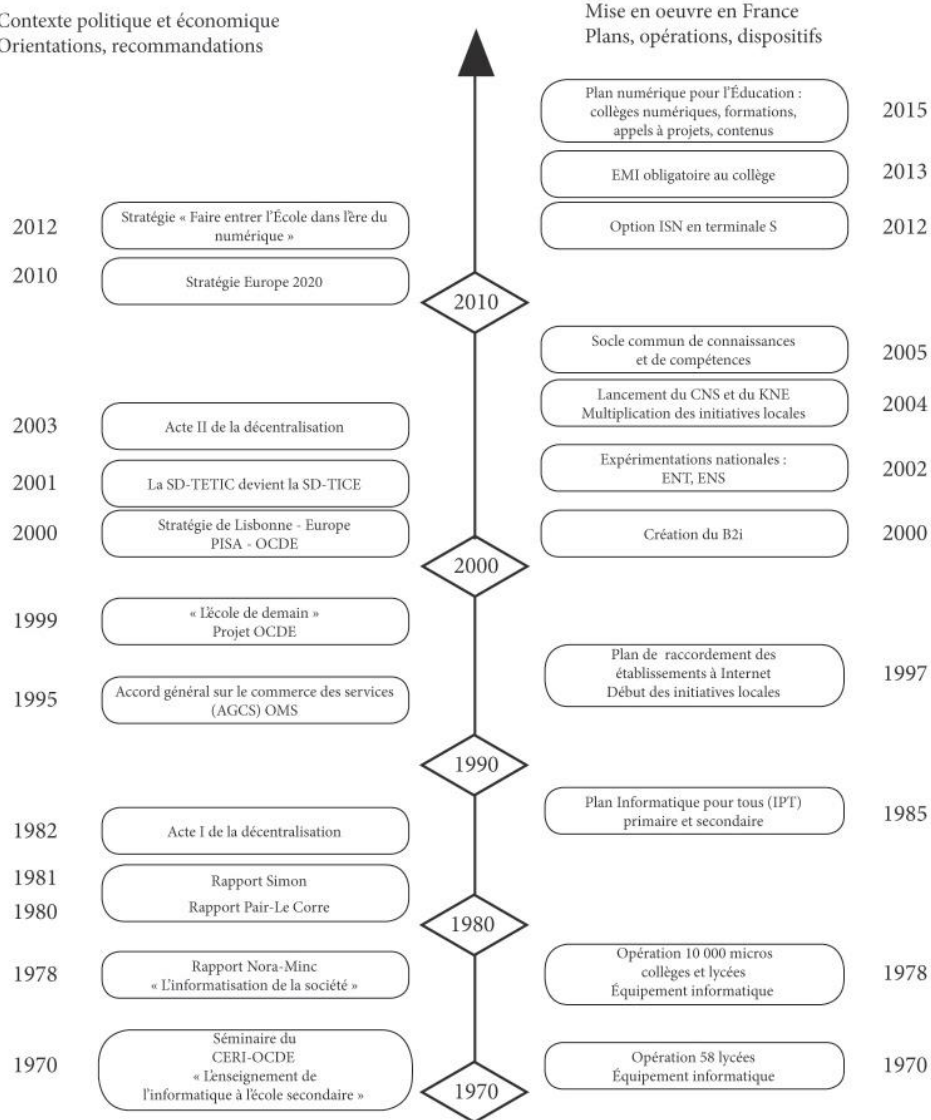 Contexte politique et économique
Orientations, recommandations
Mise en oeuvre en France
Plans, opérations, dispositifs
Plan numérique pour l'Éducation :
collèges numériques, formations,
appels à projets, contenus
2015
EMI obligatoire au collège
2013
2012
Stratégie « Faire entrer l'École dans l'ère du
numérique »
Option ISN en terminale S
2012
2010
Stratégie Europe 2020
2010
Socle commun de connaissances
et de compétences
2005
Lancement du CNS et du KNE
Multiplication des initiatives locales
2004
2003
Acte II de la décentralisation
Expérimentations nationales :
ENT, ENS
2002
2001
La SD-TETIC devient la SD-TICE
2000
Stratégie de Lisbonne - Europe
PISA - OCDE
Création du B2i
2000
2000
1999
« L'école de demain »
Projet OCDE
Plan de raccordement des
établissements à Internet
Début des initiatives locales
1997
1995
Accord général sur le commerce des services
(AGCS) OMS
1990
Plan Informatique pour tous (IPT)
primaire et secondaire
1985
1982
Acte I de la décentralisation
1981
Rapport Simon
1980
Rapport Pair-Le Corre
1980
1978
Rapport Nora-Minc
« L'informatisation de la société »
Opération 10 000 micros
collèges et lycées
Équipement informatique
1978
1970
Séminaire du
CERI-OCDE
« L'enseignement de
l'informatique à l'école secondaire »
Opération 58 lycées
Équipement informatique
1970
1970